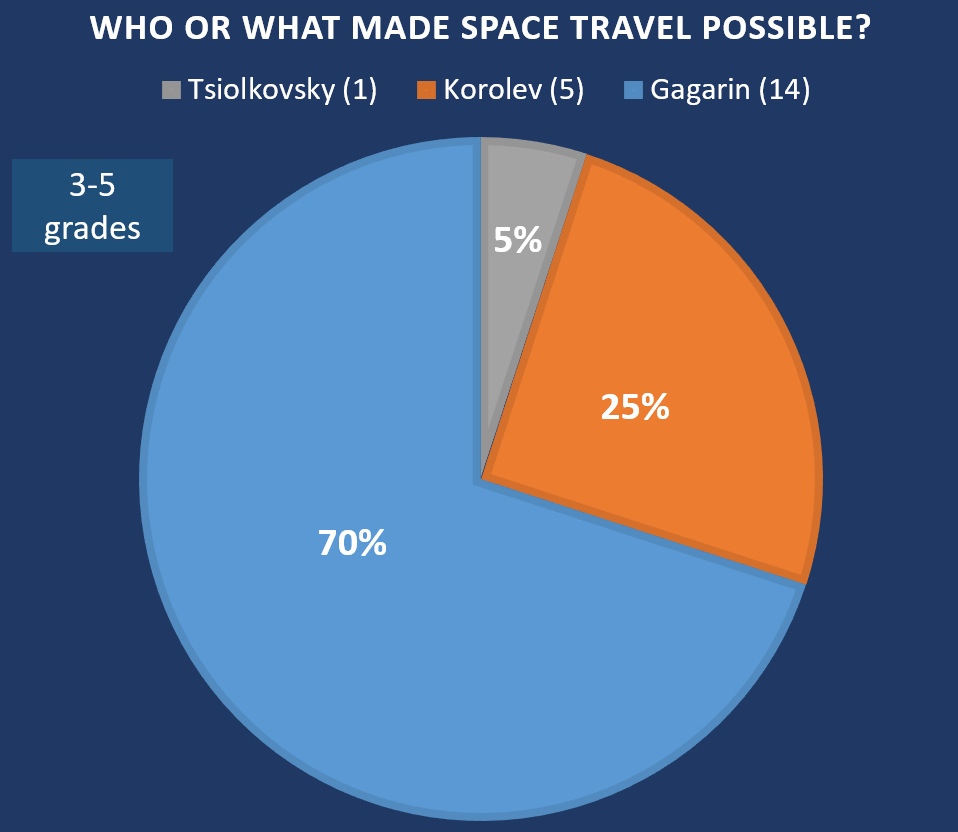 WHO OR WHAT MADE SPACE TRAVEL POSSIBLE?
Tsiolkovsky (1) Korolev (5) Gagarin (14)
3-5
grades
5%
25%
70%